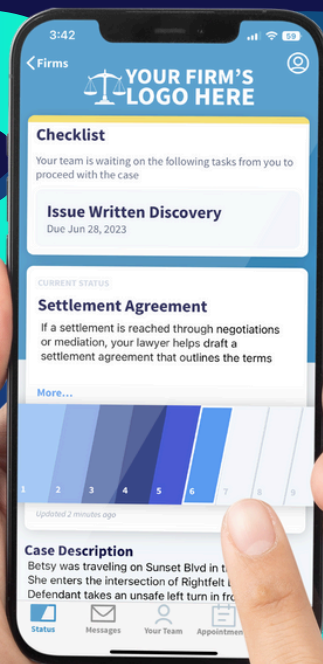 3:42
59
Firms
YOUR FIRM'S
LOGO HERE
Checklist
Your team is waiting on the following tasks from you to
proceed with the case
Issue Written Discovery
Due Jun 28, 2023
CURRENT STATUS
Settlement Agreement
If a settlement is reached through negotiations
or mediation, your lawyer helps draft a
settlement agreement that outlines the terms
More...
1 2 3 4 5 6 7 8 9
Updated 2 minutes ago
Case Description
Betsy was traveling on Sunset Blvd in
She enters the intersection of Rightfelt
Defendant takes an unsafe left turn in
Status Messages Your Team